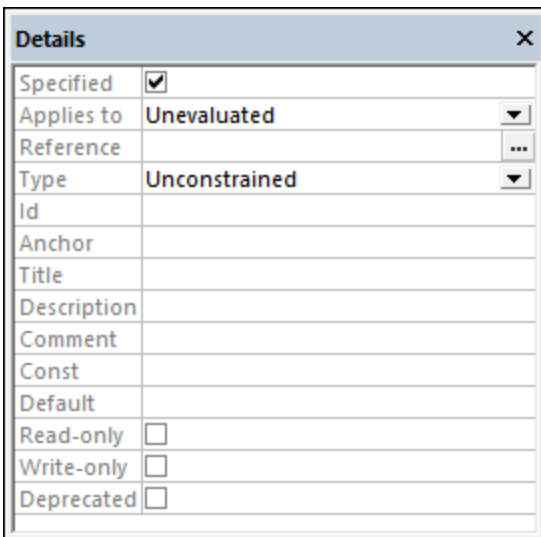 Details
Specified
Applies to Unevaluated
Reference ...
Type Unconstrained
Id
Anchor
Title
Description
Comment
Const
Default
Read-only
Write-only
Deprecated